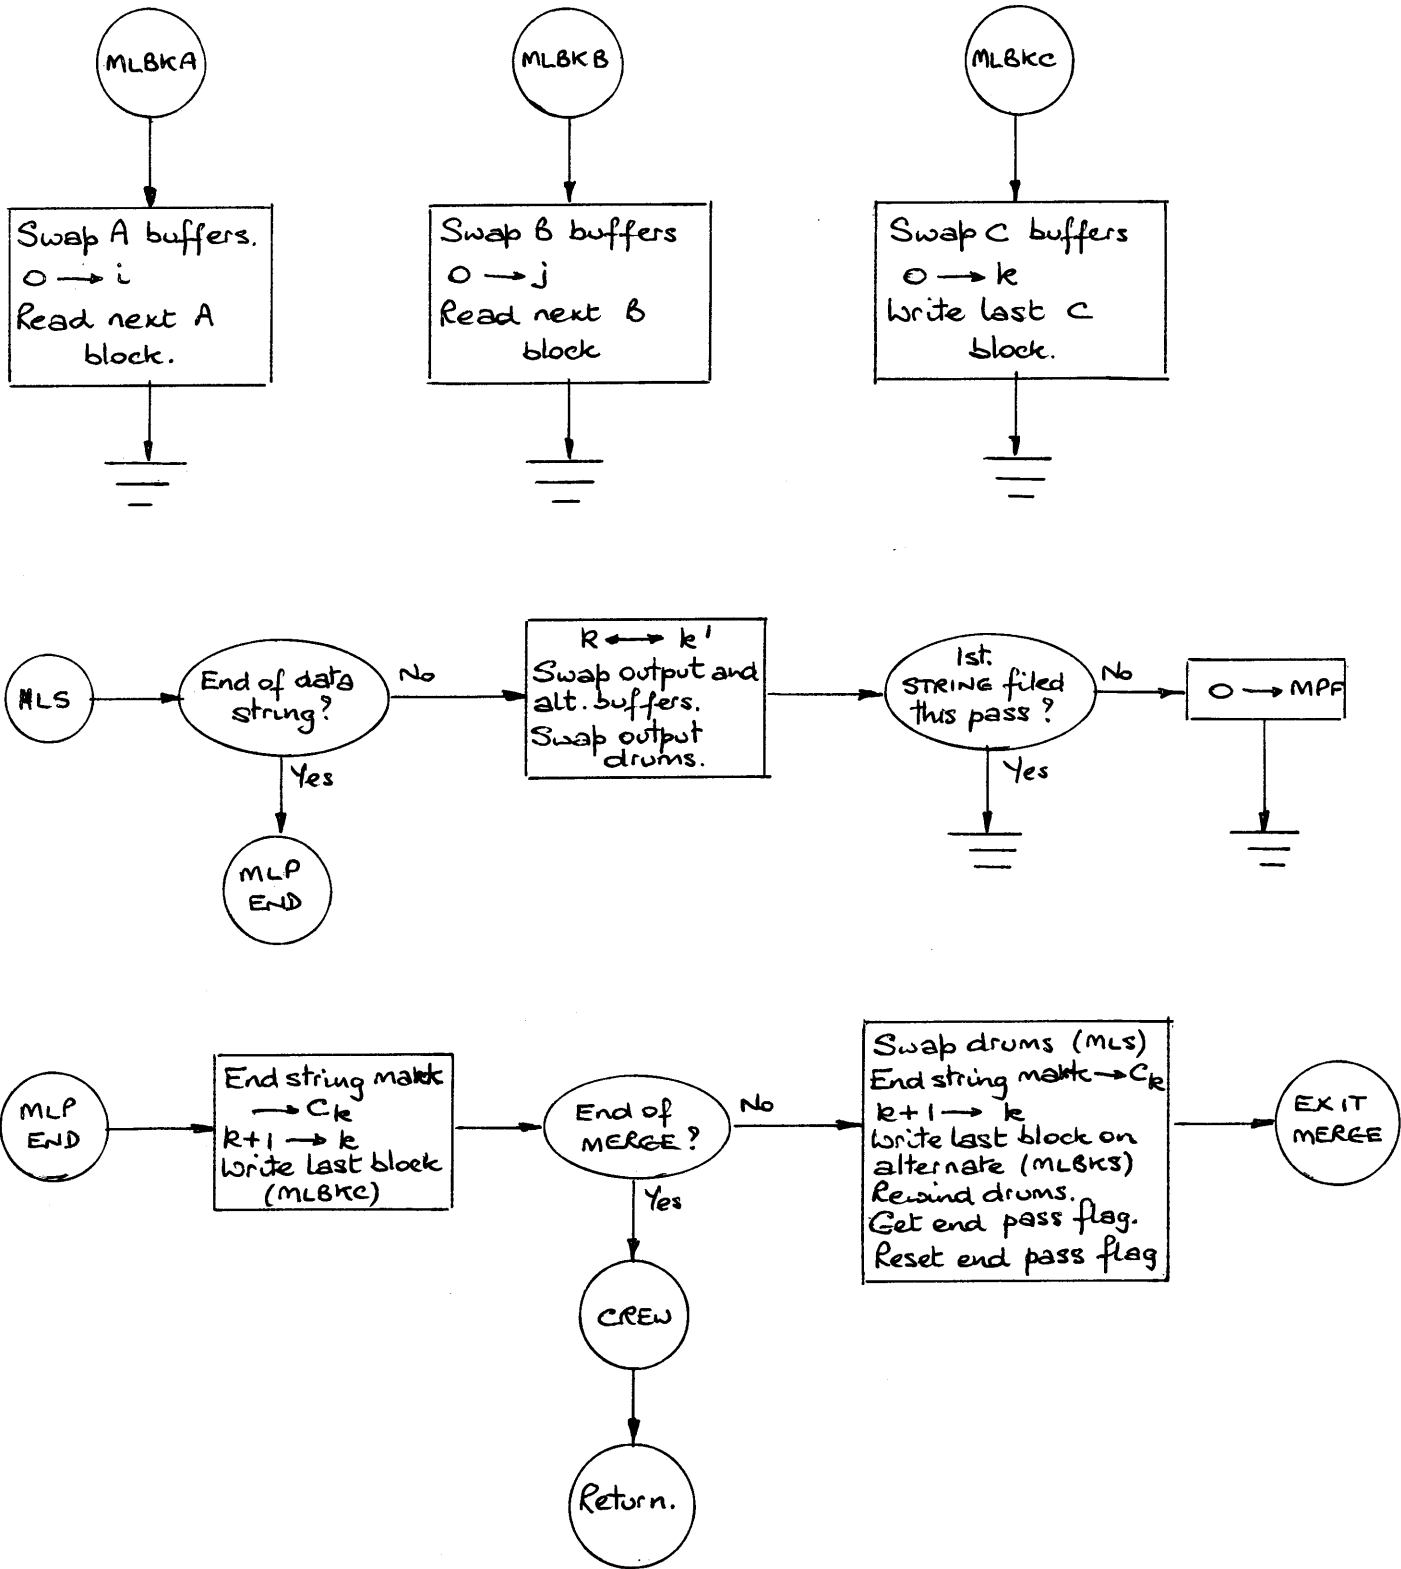 MLBKA
Swap A buffers.
0 → i
Read next A
block.
MLBKB
Swap B buffers
0 → j
Read next B
block
MLBKC
Swap C buffers
0 → k
Write last C
block.
MLS
End of data
string?
No
Yes
MLP
END
k ↔ k'
Swap output and
alt. buffers.
Swap output
drums.
1st.
STRING filed
this pass?
No
Yes
0 → MPF
MLP
END
End string mark
→ Ck
k+1 → k
Write last block
(MLBKC)
End of
MERGE?
No
Yes
CREW
Return.
Swap drums (MLS)
End string mark → Ck
k+1 → k
Write last block on
alternate (MLBKS)
Rewind drums.
Get end pass flag.
Reset end pass flag
EXIT
MERGE